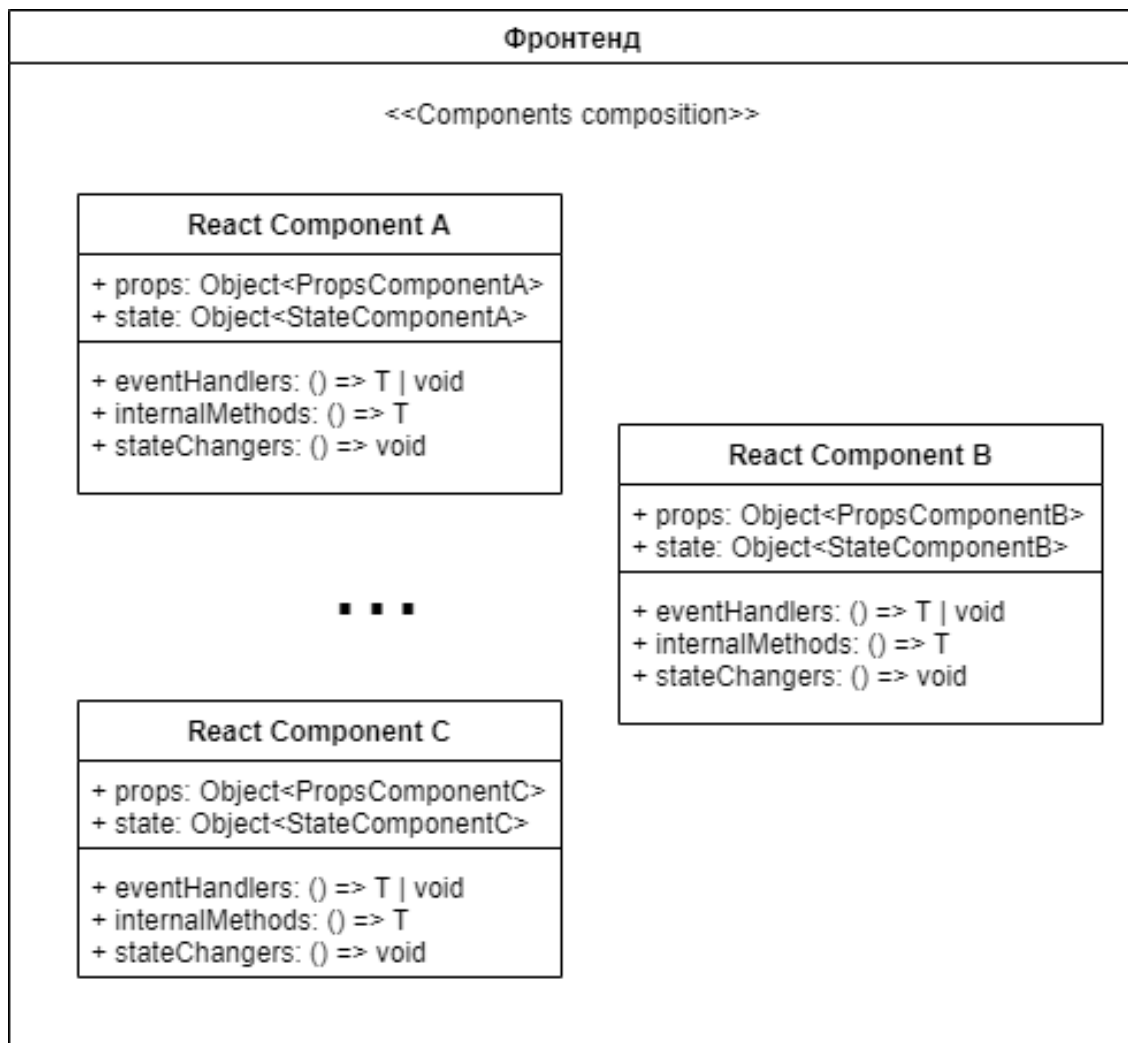 Фронтенд
<<Components composition>>
React Component A
+ props: Object<PropsComponentA>
+ state: Object<StateComponentA>
+ eventHandlers: () => T | void
+ internalMethods: () => T
+ stateChangers: () => void
React Component B
+ props: Object<PropsComponentB>
+ state: Object<StateComponentB>
+ eventHandlers: () => T | void
+ internalMethods: () => T
+ stateChangers: () => void
...
React Component C
+ props: Object<PropsComponentC>
+ state: Object<StateComponentC>
+ eventHandlers: () => T | void
+ internalMethods: () => T
+ stateChangers: () => void